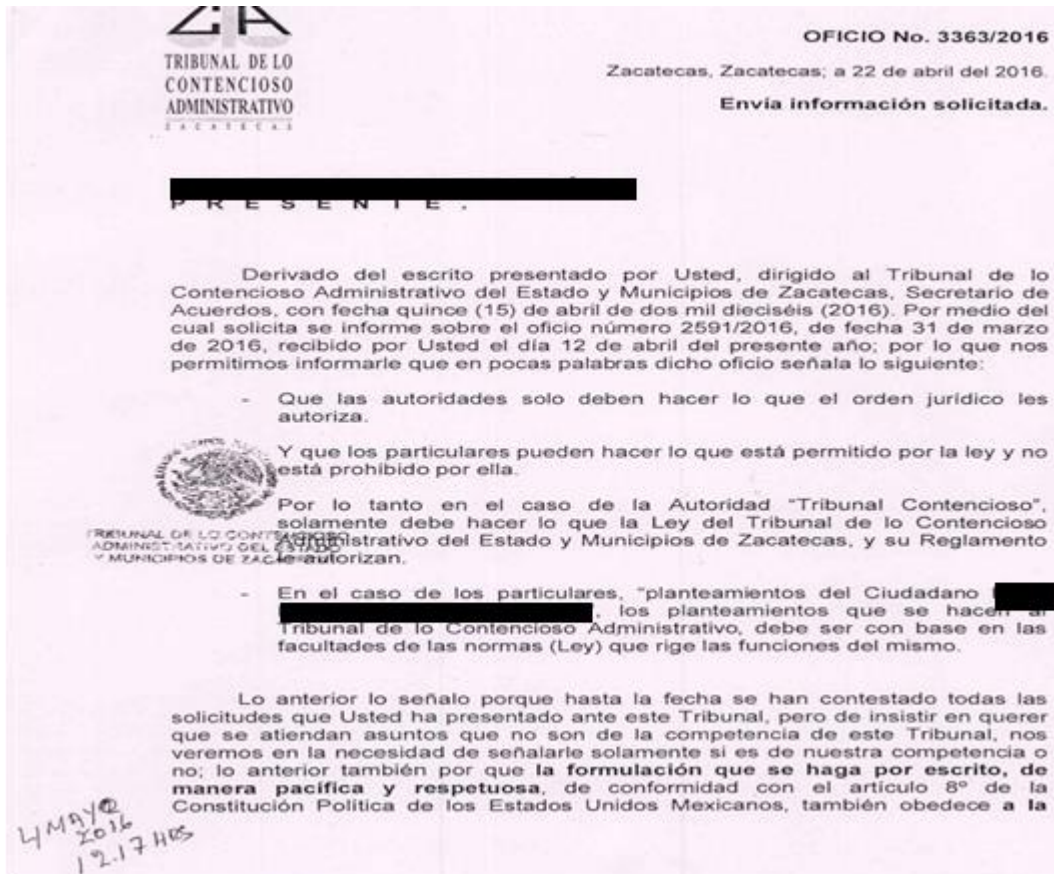 TRIBUNAL DE LO
CONTENCIOSO
ADMINISTRATIVO
ZACATECAS
OFICIO No. 3363/2016
Zacatecas, Zacatecas; a 22 de abril del 2016.
Envía información solicitada.
PRESENTE.
Derivado del escrito presentado por Usted, dirigido al Tribunal de lo
Contencioso Administrativo del Estado y Municipios de Zacatecas, Secretario de
Acuerdos, con fecha quince (15) de abril de dos mil dieciséis (2016). Por medio del
cual solicita se informe sobre el oficio número 2591/2016, de fecha 31 de marzo
de 2016, recibido por Usted el día 12 de abril del presente año; por lo que nos
permitimos informarle que en pocas palabras dicho oficio señala lo siguiente:
- Que las autoridades solo deben hacer lo que el orden jurídico les
autoriza.
Y que los particulares pueden hacer lo que está permitido por la ley y no
está prohibido por ella.
Por lo tanto en el caso de la Autoridad "Tribunal Contencioso",
solamente debe hacer lo que la Ley del Tribunal de lo Contencioso
Administrativo del Estado y Municipios de Zacatecas, y su Reglamento
le autorizan.
TRIBUNAL DE LO CONTENCIOSO
ADMINISTRATIVO DEL ESTADO
Y MUNICIPIOS DE ZACATECAS
- En el caso de los particulares, "planteamientos del Ciudadano
, los planteamientos que se hacen al
Tribunal de lo Contencioso Administrativo, debe ser con base en las
facultades de las normas (Ley) que rige las funciones del mismo.
Lo anterior lo señalo porque hasta la fecha se han contestado todas las
solicitudes que Usted ha presentado ante este Tribunal, pero de insistir en querer
que se atiendan asuntos que no son de la competencia de este Tribunal, nos
veremos en la necesidad de señalarle solamente si es de nuestra competencia o
no; lo anterior también por que la formulación que se haga por escrito, de
manera pacífica y respetuosa, de conformidad con el artículo 8º de la
Constitución Política de los Estados Unidos Mexicanos, también obedece a la
4 MAYO
2016
12.17 HRS